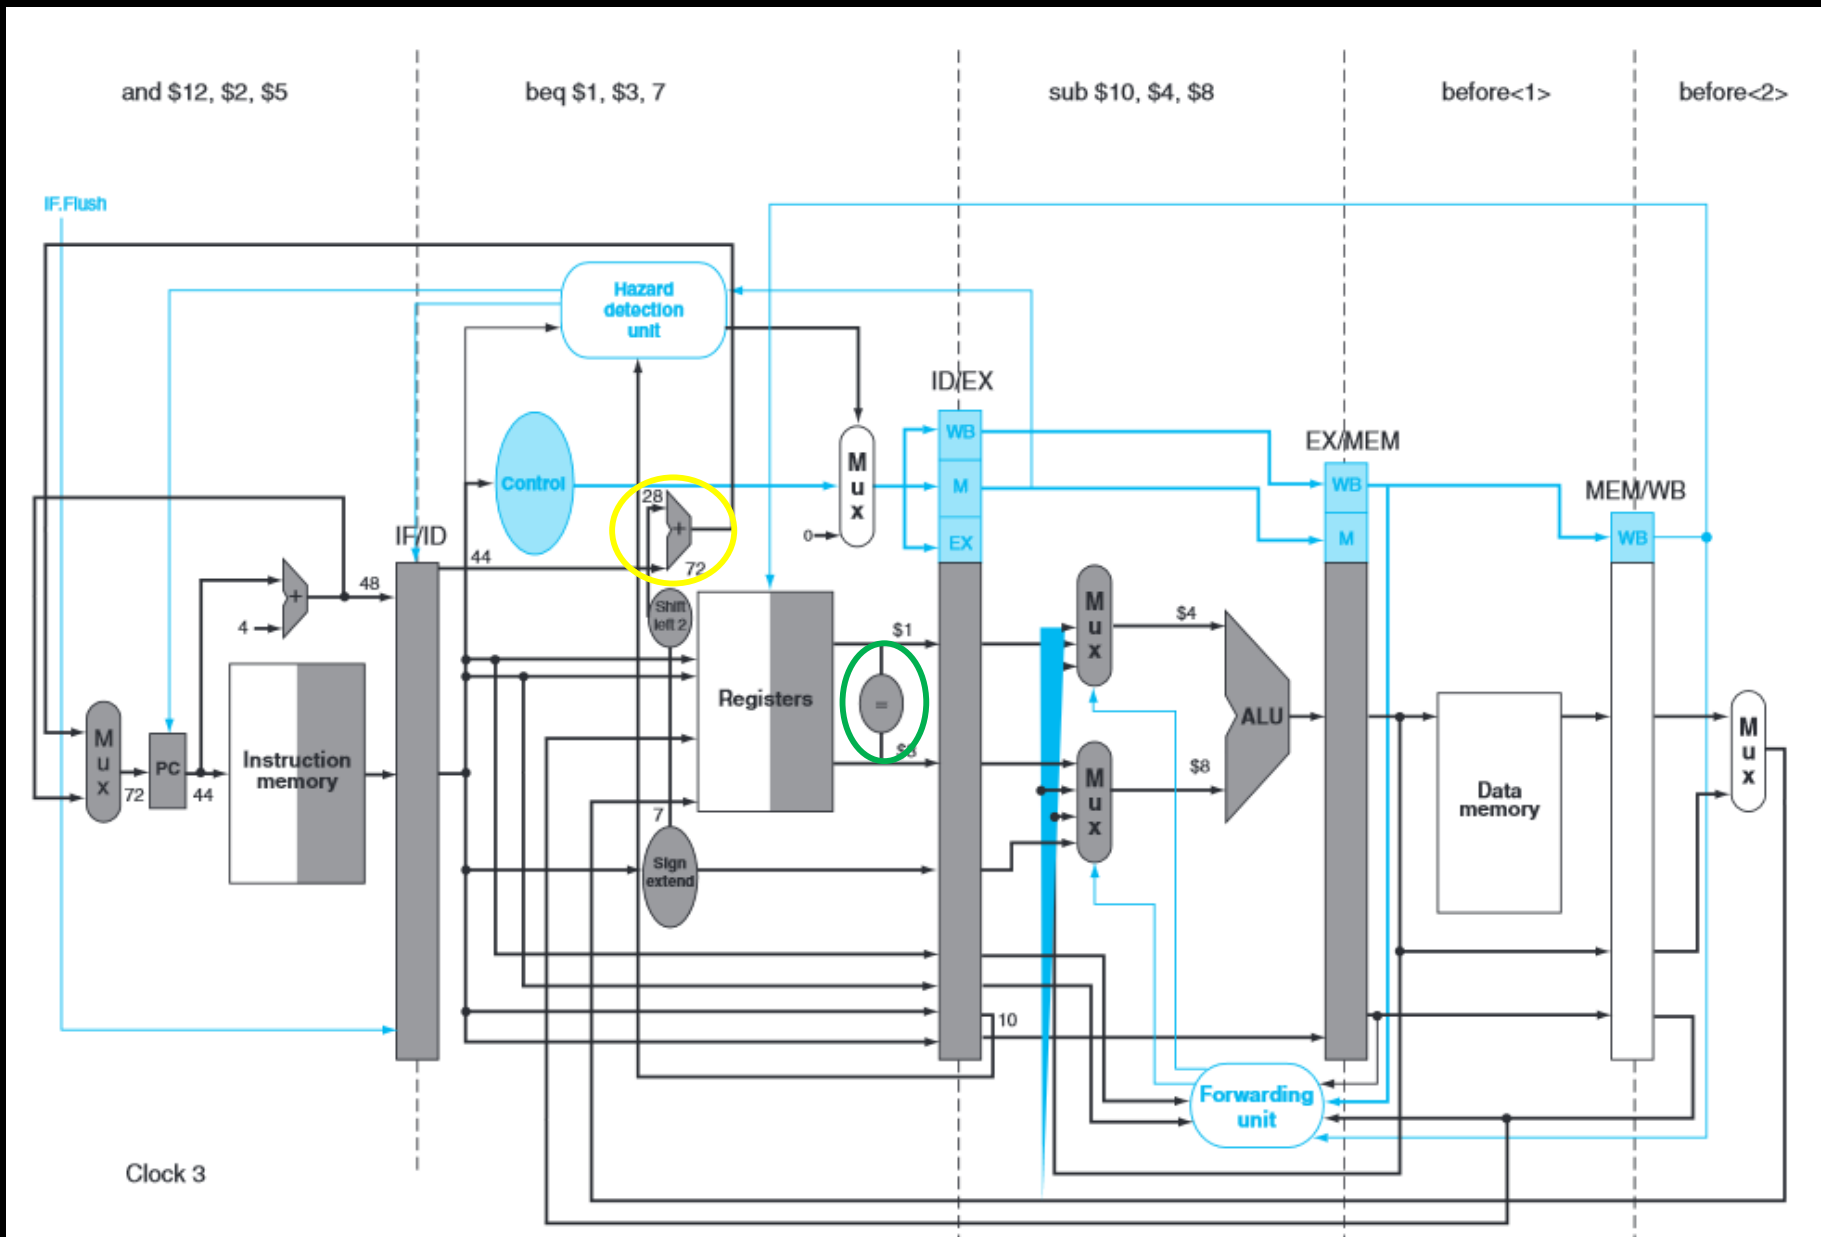 and $12, $2, $5
beq $1, $3, 7
sub $10, $4, $8
before<1>
before<2>
IF.Flush
Hazard
detection
unit
ID/EX
WB
M
EX
EX/MEM
WB
M
MEM/WB
WB
Control
M
u
x
0
28
+
72
IF/ID
44
48
+
4
Shift
left 2
M
u
x
72
PC
44
Instruction
memory
Registers
$1
=
$3
7
Sign
extend
M
u
x
$4
M
u
x
$8
ALU
Data
memory
M
u
x
10
Forwarding
unit
Clock 3